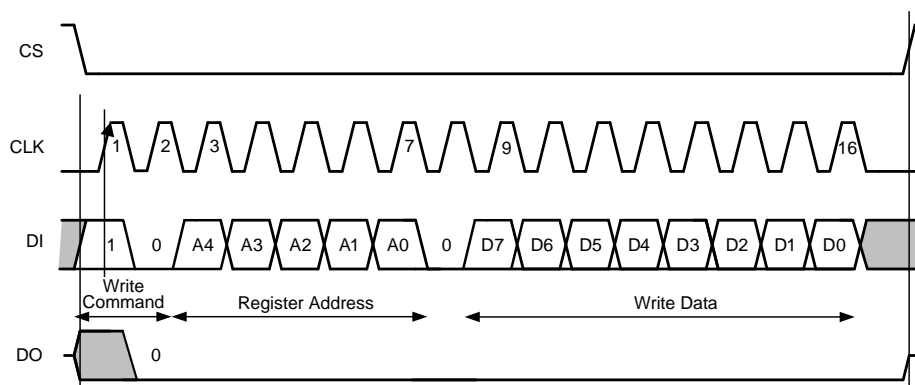 CS
CLK 1 2 3 7 9 16
DI 1 0 A4 A3 A2 A1 A0 0 D7 D6 D5 D4 D3 D2 D1 D0
Write
Command
Register Address
Write Data
DO 0